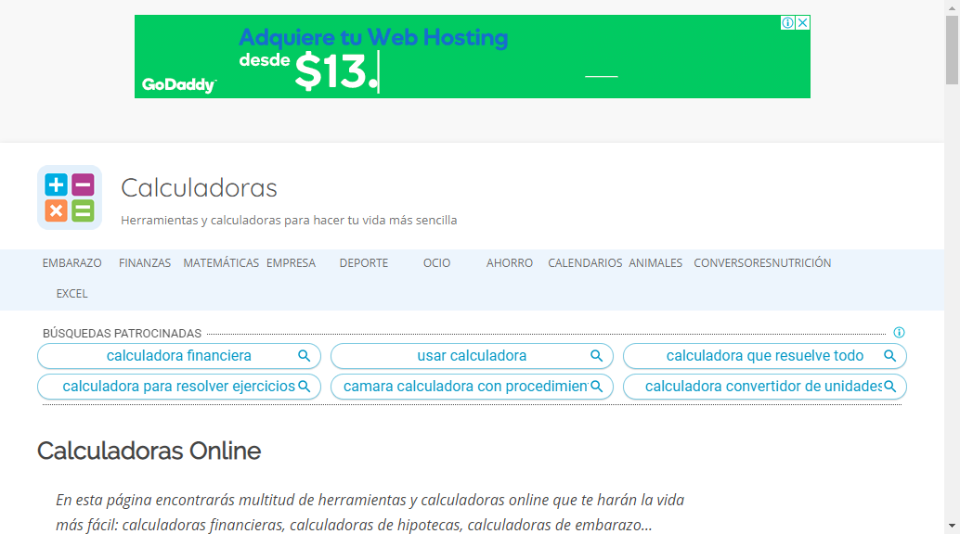 Adquiere tu Web Hosting
desde $13.
GoDaddy
Calculadoras
Herramientas y calculadoras para hacer tu vida más sencilla
EMBARAZO FINANZAS MATEMÁTICAS EMPRESA DEPORTE OCIO AHORRO CALENDARIOS ANIMALES CONVERSORES NUTRICIÓN
EXCEL
BÚSQUEDAS PATROCINADAS
calculadora financiera usar calculadora calculadora que resuelve todo
calculadora para resolver ejercicios camara calculadora con procedimien calculadora convertidor de unidades
Calculadoras Online
En esta página encontrarás multitud de herramientas y calculadoras online que te harán la vida
más fácil: calculadoras financieras, calculadoras de hipotecas, calculadoras de embarazo...